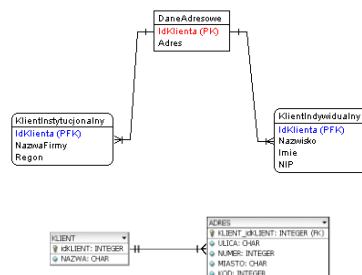 DaneAdresowe
IdKlienta (PK)
Adres
KlientInstytucjonalny
IdKlienta (PFK)
NazwaFirmy
Regon
KlientIndywidualny
IdKlienta (PFK)
Nazwisko
Imie
NIP
KLIENT
idKLIENT: INTEGER
NAZWA: CHAR
ADRES
KLIENT_idKLIENT: INTEGER (FK)
ULICA: CHAR
NUMER: INTEGER
MIASTO: CHAR
KOD: INTEGER